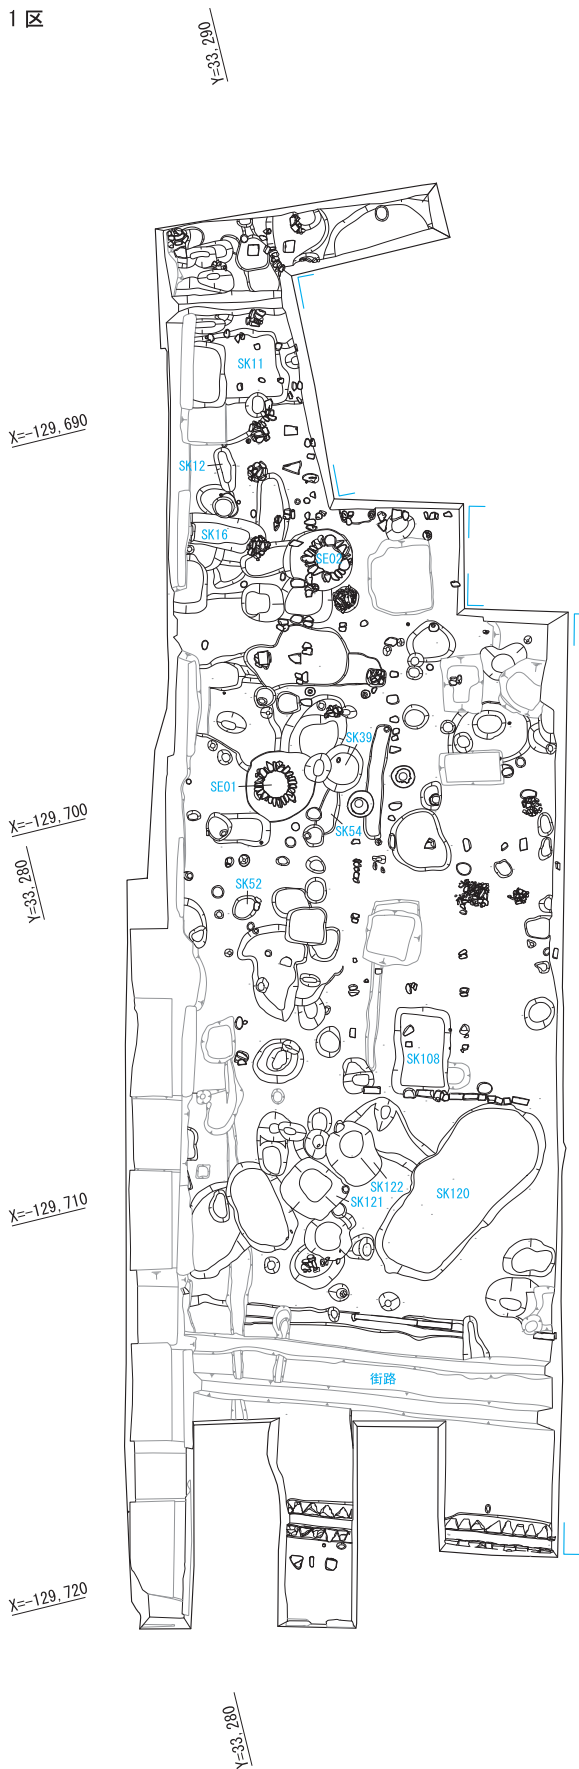 1区
Y=33,290
SK11
X=-129,690
SK12
SK16
SE02
SK39
SE01
X=-129,700
SK54
Y=33,280
SK52
SK108
SK122
SK120
SK121
X=-129,710
街路
X=-129,720
Y=33,280